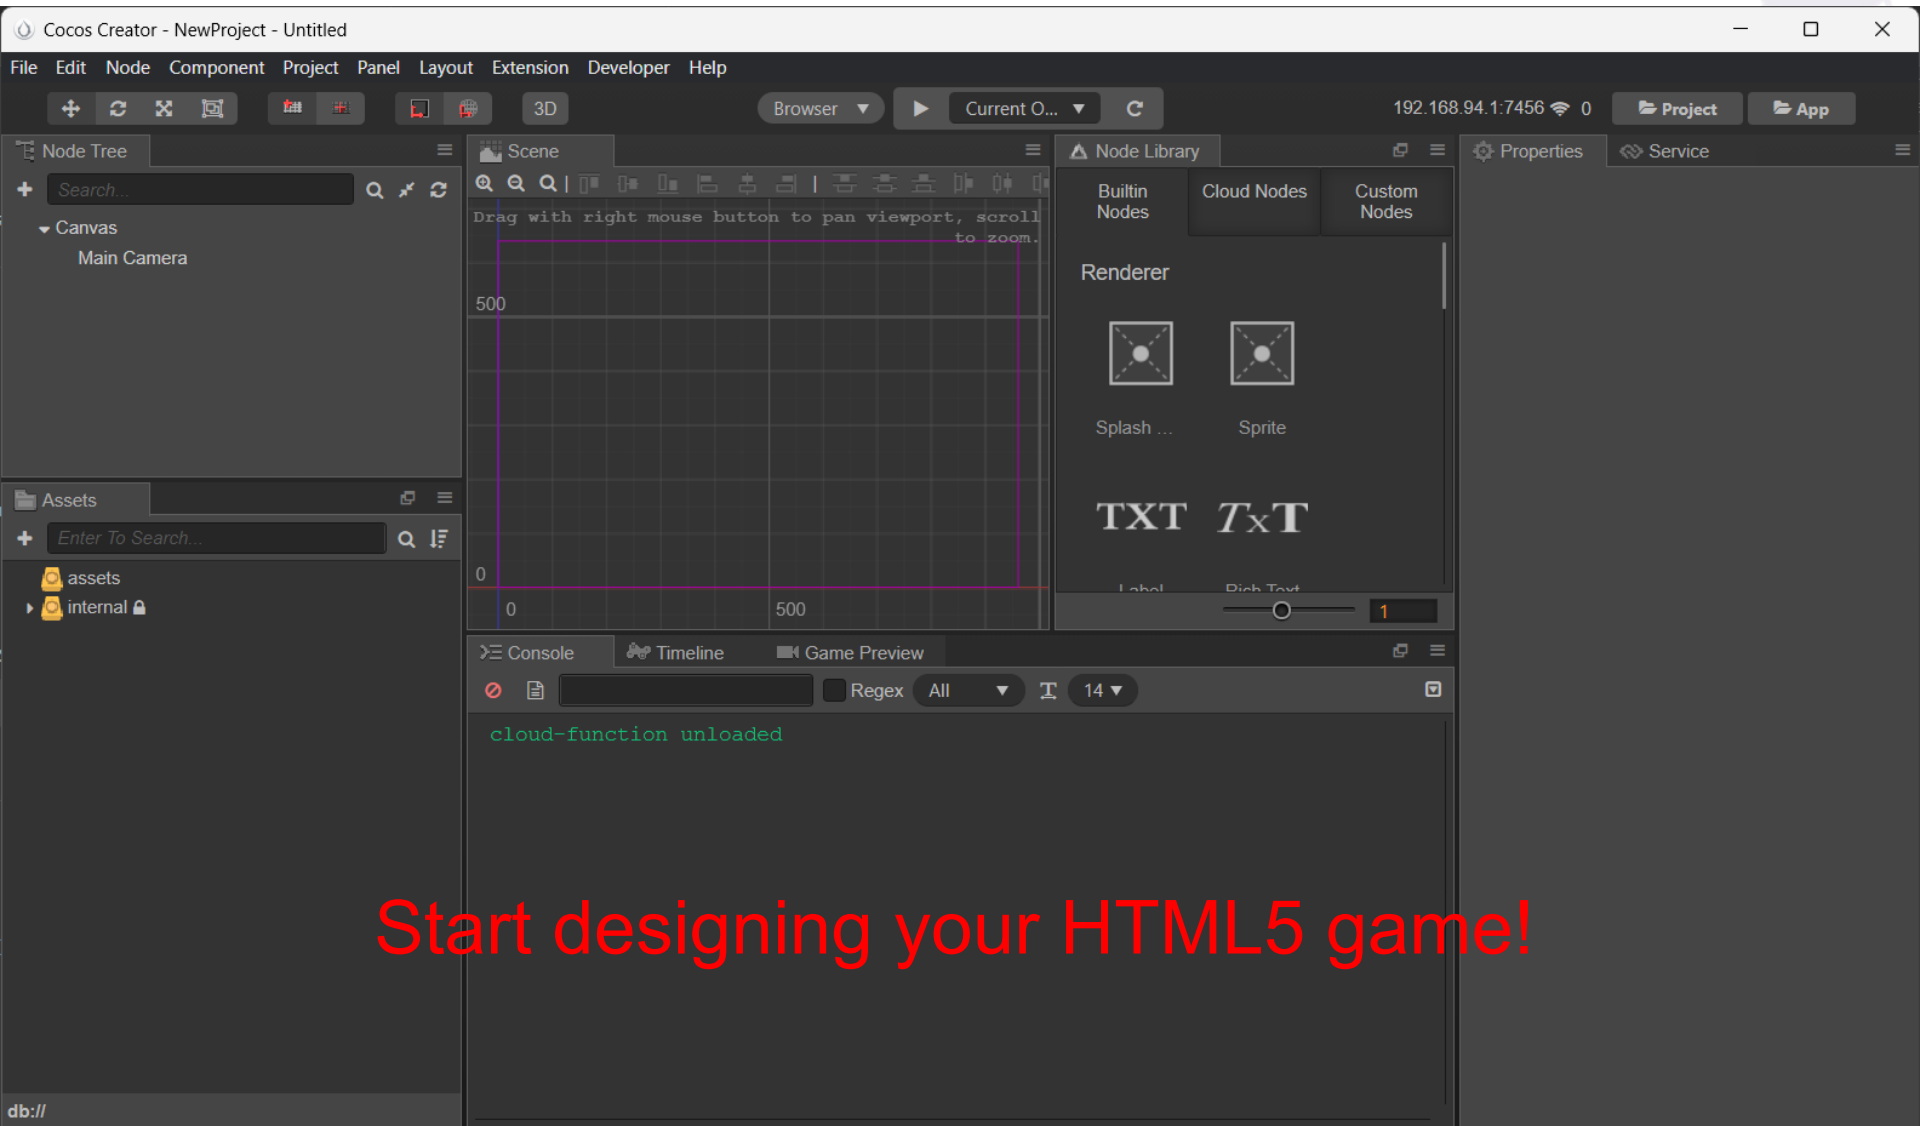 Cocos Creator - NewProject - Untitled
File Edit Node Component Project Panel Layout Extension Developer Help
3D Browser Current O... 192.168.94.1:7456 0 Project App
Node Tree
Search...
Canvas
Main Camera
Scene
Drag with right mouse button to pan viewport, scroll
to zoom.
500
0
0 500
Node Library
Builtin Nodes
Cloud Nodes
Custom Nodes
Renderer
Splash ... Sprite
TXT TxT
Label Rich Text
1
Properties Service
Assets
Enter To Search...
assets
internal
db://
Console Timeline Game Preview
Regex All 14
cloud-function unloaded
Start designing your HTML5 game!